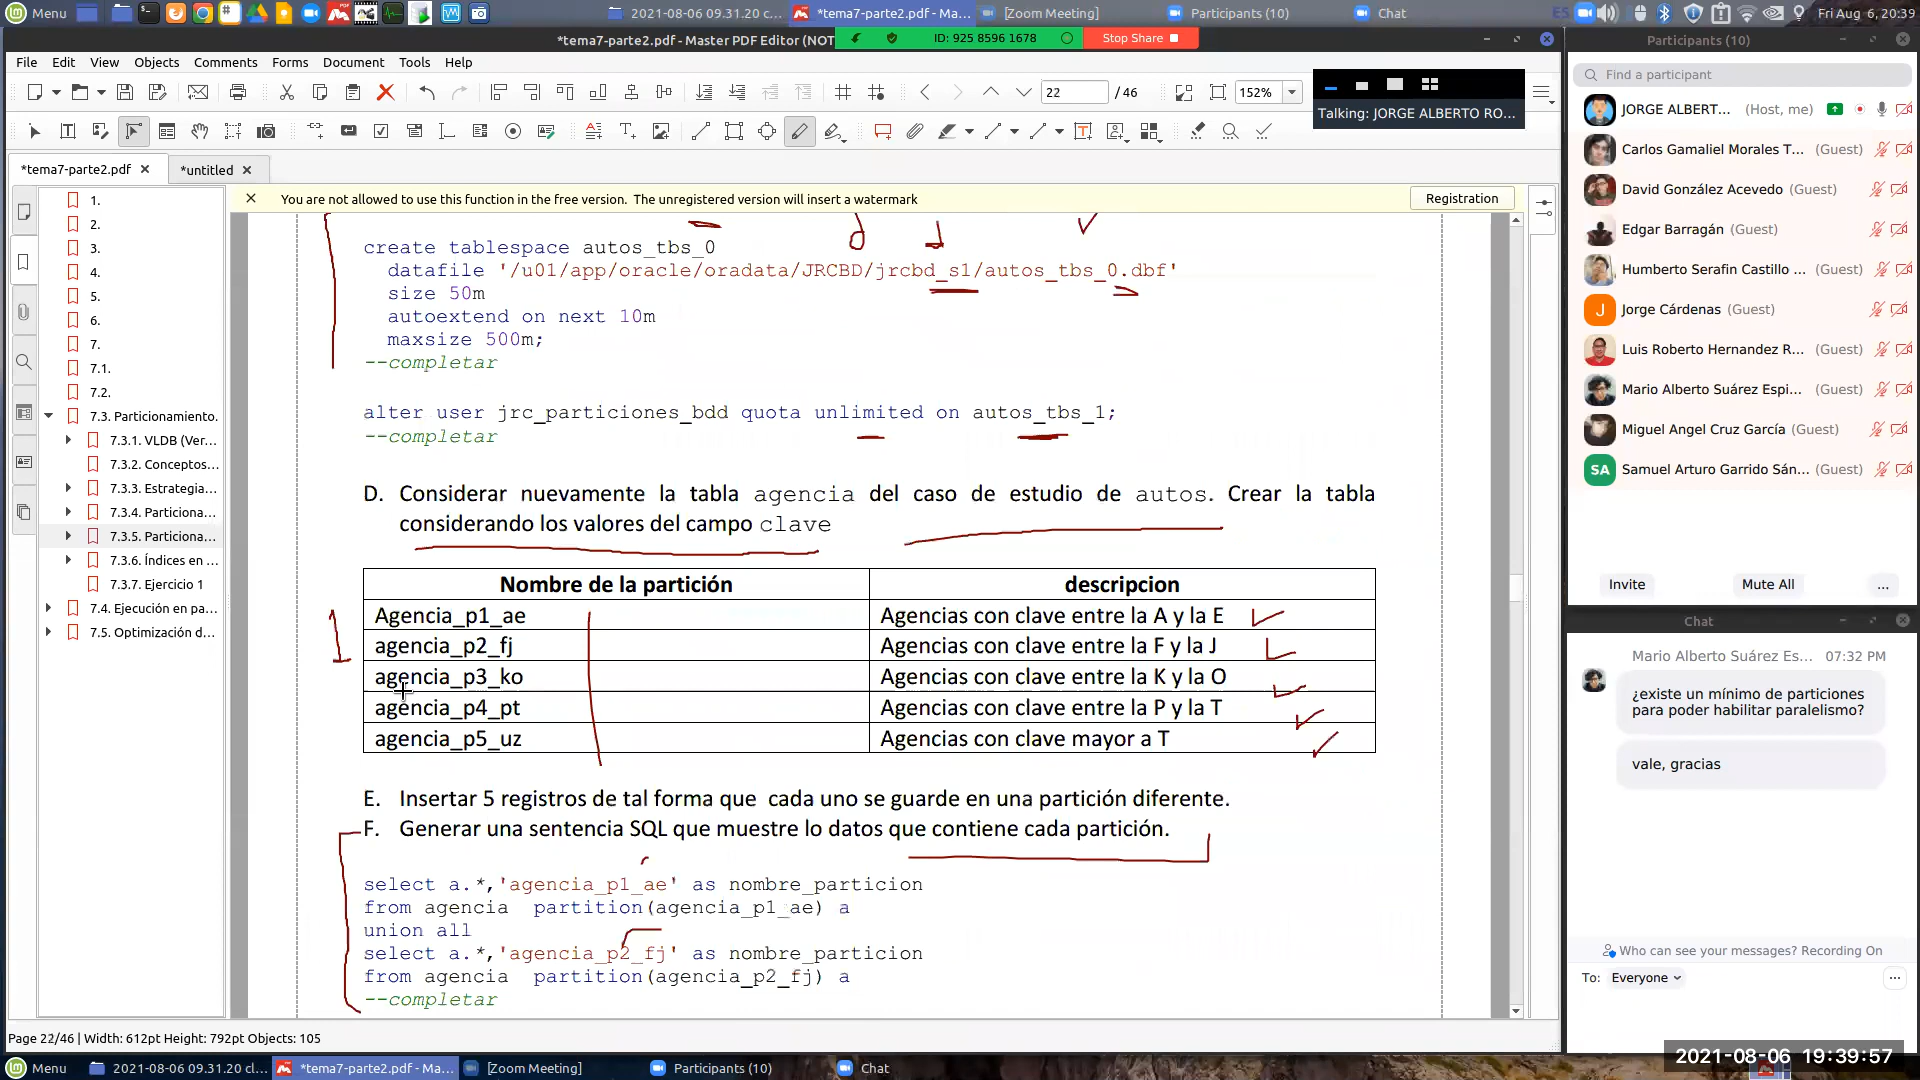 Menu
2021-08-06 09.31.20 c...
*tema7-parte2.pdf - Ma...
[Zoom Meeting]
Participants (10)
Chat
ES
Fri Aug 6, 20:39
*tema7-parte2.pdf - Master PDF Editor (NOT
ID: 925 8596 1678
Stop Share
File Edit View Objects Comments Forms Document Tools Help
22 / 46
152%
Talking: JORGE ALBERTO RO...
*tema7-parte2.pdf
*untitled
You are not allowed to use this function in the free version. The unregistered version will insert a watermark
Registration
1.
2.
3.
4.
5.
6.
7.
7.1.
7.2.
7.3. Particionamiento.
7.3.1. VLDB (Ver...
7.3.2. Conceptos...
7.3.3. Estrategia...
7.3.4. Particiona...
7.3.5. Particiona...
7.3.6. Índices en ...
7.3.7. Ejercicio 1
7.4. Ejecución en pa...
7.5. Optimización d...
create tablespace autos_tbs_0
datafile '/u01/app/oracle/oradata/JRCBD/jrcbd_s1/autos_tbs_0.dbf'
size 50m
autoextend on next 10m
maxsize 500m;
--completar
alter user jrc_particiones_bdd quota unlimited on autos_tbs_1;
--completar
D. Considerar nuevamente la tabla agencia del caso de estudio de autos. Crear la tabla
considerando los valores del campo clave
Nombre de la partición descripcion
Agencia_p1_ae Agencias con clave entre la A y la E
agencia_p2_fj Agencias con clave entre la F y la J
agencia_p3_ko Agencias con clave entre la K y la O
agencia_p4_pt Agencias con clave entre la P y la T
agencia_p5_uz Agencias con clave mayor a T
E. Insertar 5 registros de tal forma que cada uno se guarde en una partición diferente.
F. Generar una sentencia SQL que muestre lo datos que contiene cada partición.
select a.*,'agencia_p1_ae' as nombre_particion
from agencia partition(agencia_p1_ae) a
union all
select a.*,'agencia_p2_fj' as nombre_particion
from agencia partition(agencia_p2_fj) a
--completar
Page 22/46 | Width: 612pt Height: 792pt Objects: 105
Participants (10)
Find a participant
JORGE ALBERT... (Host, me)
Carlos Gamaliel Morales T... (Guest)
David González Acevedo (Guest)
Edgar Barragán (Guest)
Humberto Serafin Castillo ... (Guest)
J Jorge Cárdenas (Guest)
Luis Roberto Hernandez R... (Guest)
Mario Alberto Suárez Espi... (Guest)
Miguel Angel Cruz García (Guest)
SA Samuel Arturo Garrido Sán... (Guest)
Invite
Mute All
...
Chat
Mario Alberto Suárez Es... 07:32 PM
¿existe un mínimo de particiones
para poder habilitar paralelismo?
vale, gracias
Who can see your messages? Recording On
To: Everyone
Menu
2021-08-06 09.31.20 cl...
*tema7-parte2.pdf - Ma...
[Zoom Meeting]
Participants (10)
Chat
2021-08-06 19:39:57